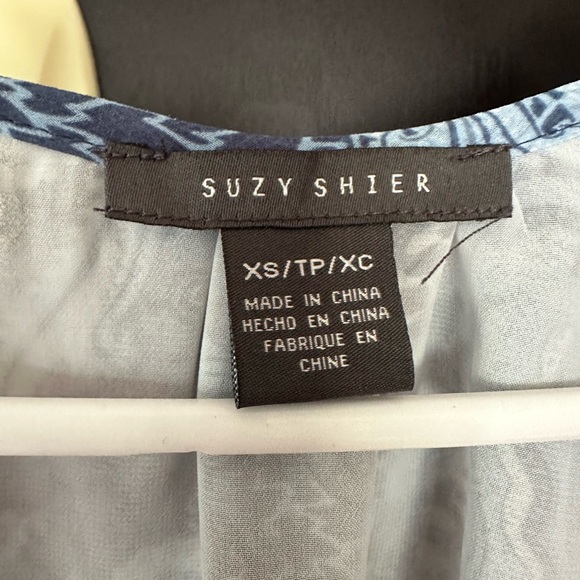 SUZY SHIER
XS/TP/XC
MADE IN CHINA
HECHO EN CHINA
FABRIQUE EN
CHINE